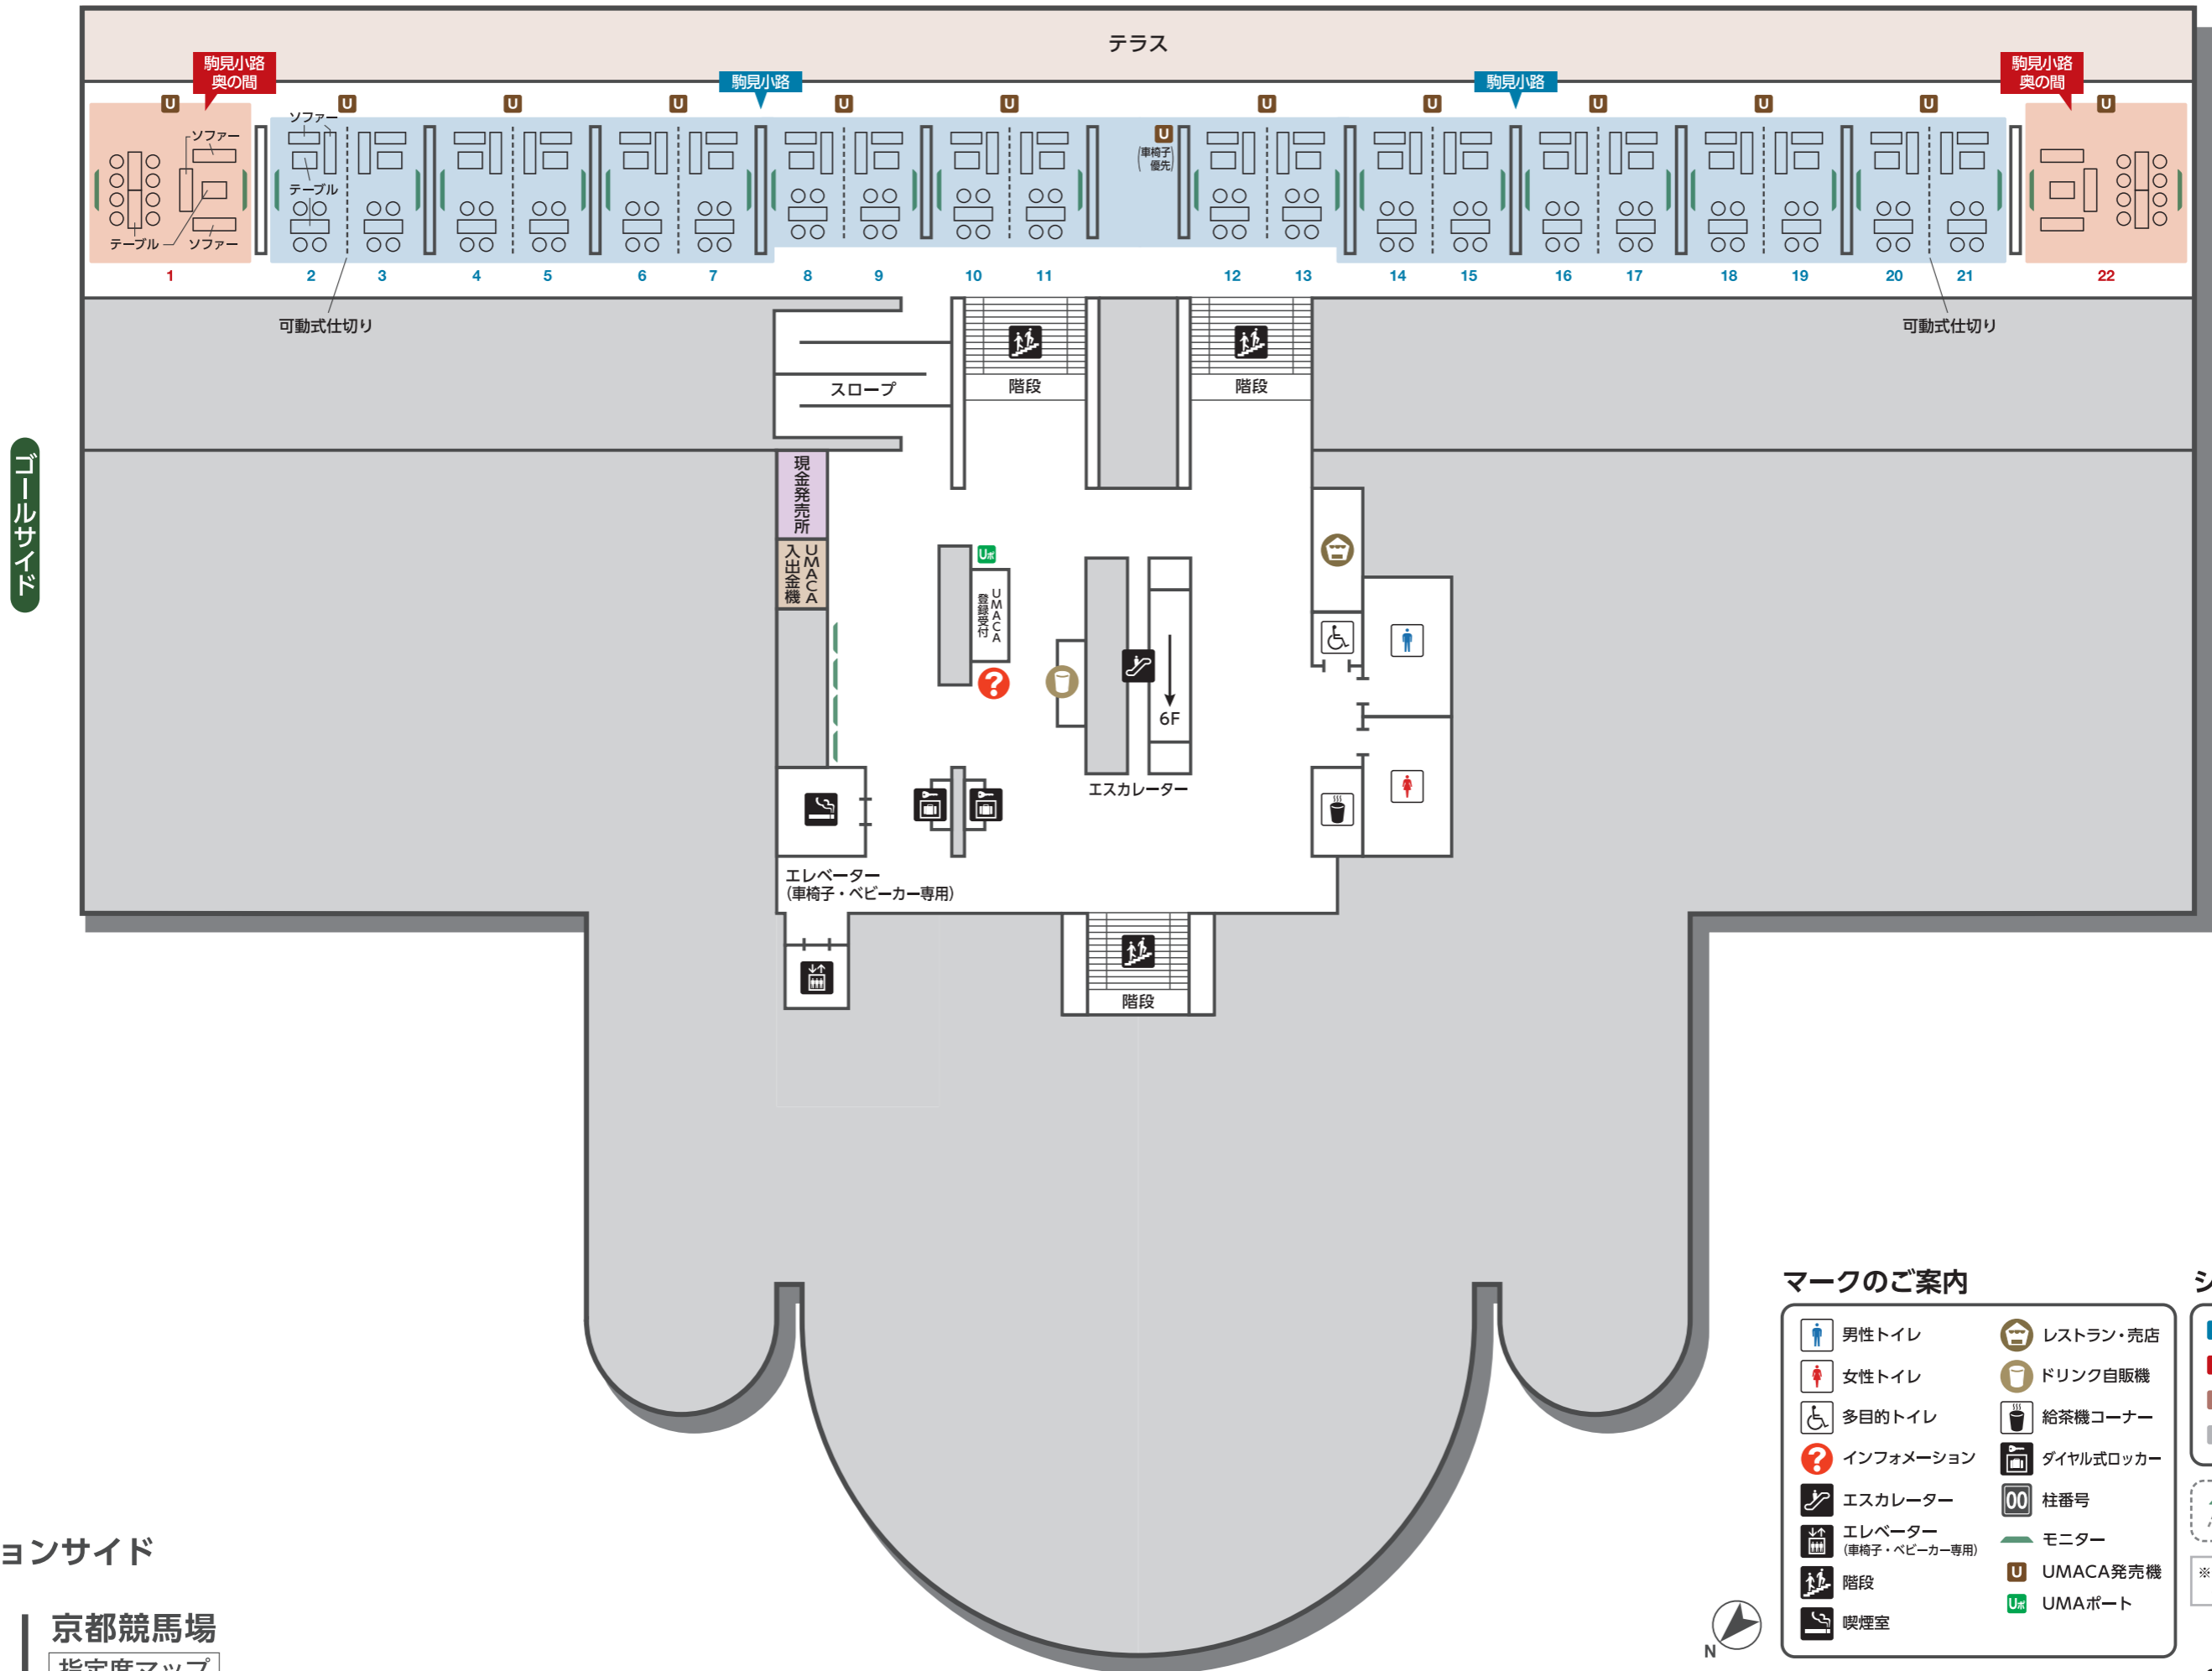 テラス
駒見小路
奥の間
駒見小路
駒見小路
駒見小路
奥の間
U
U
U
U
U
U
U
U
U
U
U
U
U
(車椅子
優先)
ソファー
ソファー
テーブル
テーブル
ソファー
1
2
3
4
5
6
7
8
9
10
11
12
13
14
15
16
17
18
19
20
21
22
可動式仕切り
可動式仕切り
スロープ
階段
階段
ゴールサイド
現金発売所
UMACA
入出金機
Uポ
UMACA
登録受付
?
6F
エスカレーター
エレベーター
(車椅子・ベビーカー専用)
階段
マークのご案内
男性トイレ
女性トイレ
多目的トイレ
? インフォメーション
エスカレーター
エレベーター
(車椅子・ベビーカー専用)
階段
喫煙室
レストラン・売店
ドリンク自販機
給茶機コーナー
ダイヤル式ロッカー
00 柱番号
モニター
U UMACA発売機
Uポ UMAポート
※
N
ョンサイド
京都競馬場
指定席マップ